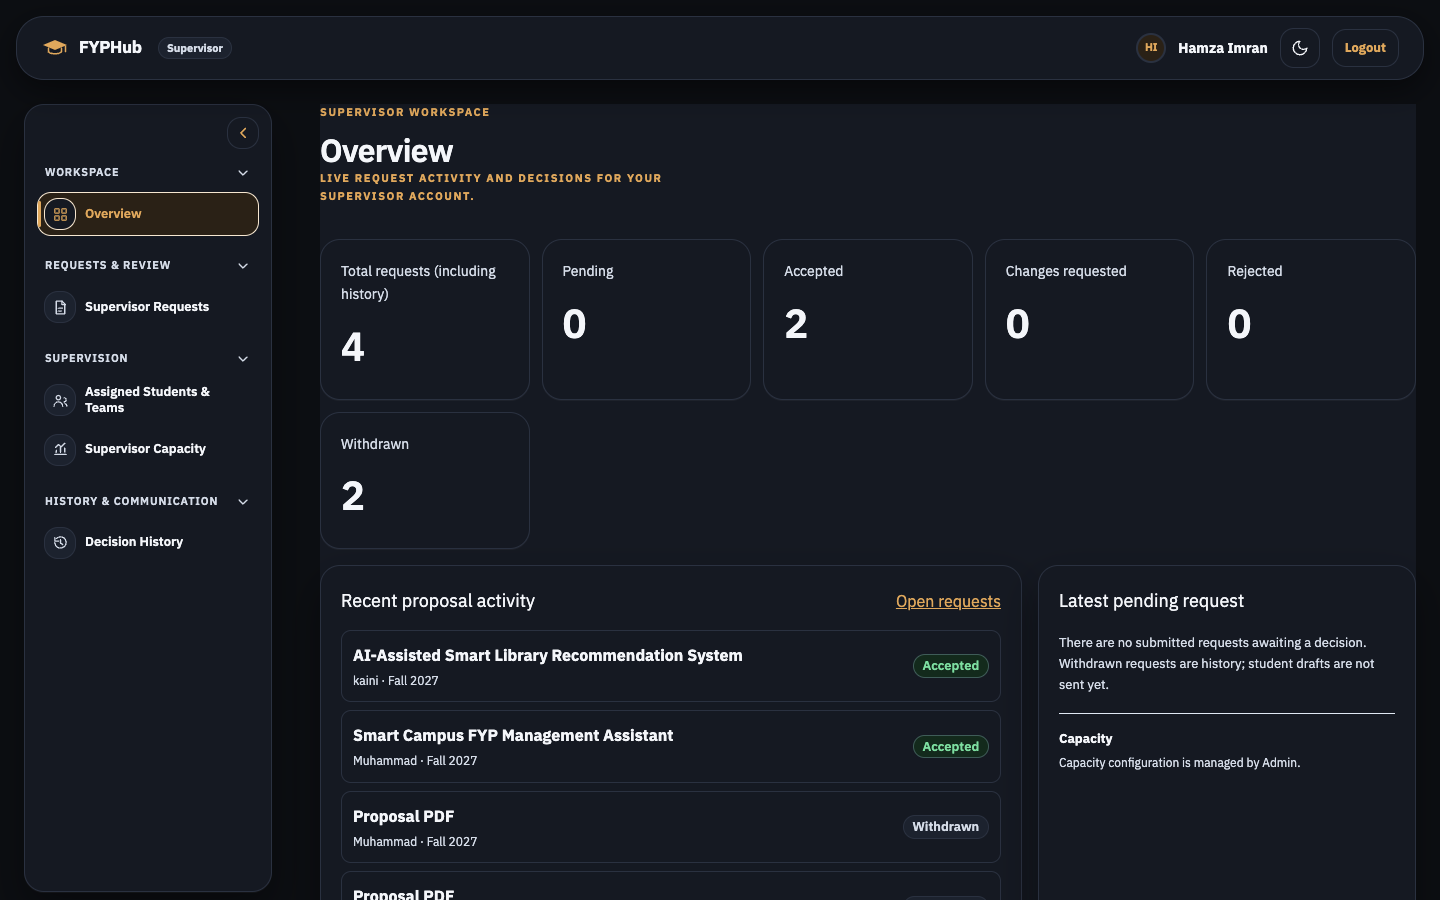 FYPHub
Supervisor
HI
Hamza Imran
Logout
WORKSPACE
Overview
REQUESTS & REVIEW
Supervisor Requests
SUPERVISION
Assigned Students &
Teams
Supervisor Capacity
HISTORY & COMMUNICATION
Decision History
SUPERVISOR WORKSPACE
Overview
LIVE REQUEST ACTIVITY AND DECISIONS FOR YOUR
SUPERVISOR ACCOUNT.
Total requests (including
history)
4
Pending
0
Accepted
2
Changes requested
0
Rejected
0
Withdrawn
2
Recent proposal activity
Open requests
AI-Assisted Smart Library Recommendation System
kaini · Fall 2027
Accepted
Smart Campus FYP Management Assistant
Muhammad · Fall 2027
Accepted
Proposal PDF
Muhammad · Fall 2027
Withdrawn
Proposal PDF
Latest pending request
There are no submitted requests awaiting a decision.
Withdrawn requests are history; student drafts are not
sent yet.
Capacity
Capacity configuration is managed by Admin.